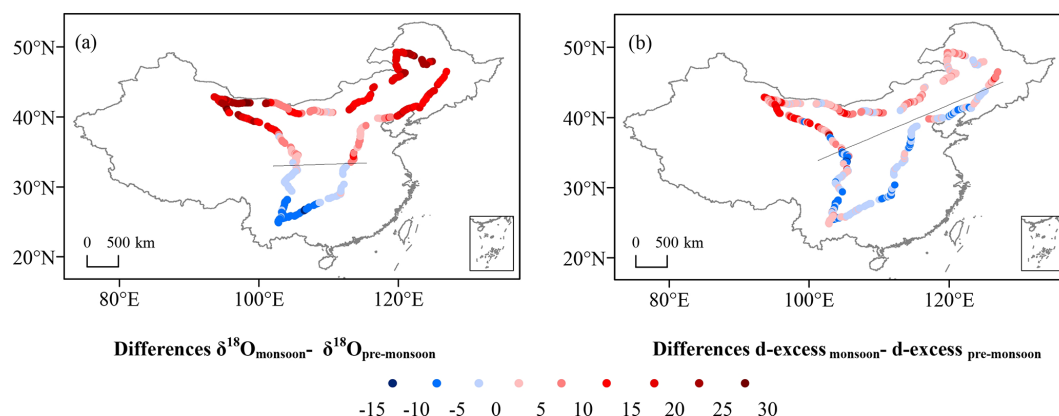 (a)
50°N
40°N
30°N
20°N
0 500 km
80°E 100°E 120°E
(b)
50°N
40°N
30°N
20°N
0 500 km
80°E 100°E 120°E
Differences δ¹⁸Omonsoon- δ¹⁸Opre-monsoon
Differences d-excess monsoon- d-excess pre-monsoon
-15 -10 -5 0 5 10 15 20 25 30